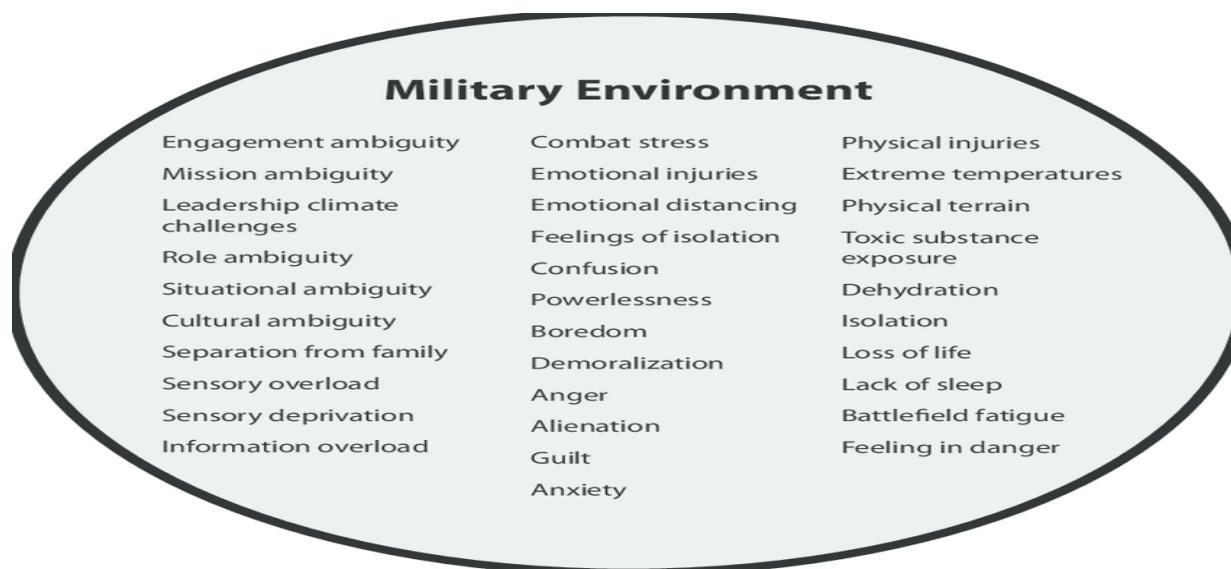 Military Environment
Engagement ambiguity
Mission ambiguity
Leadership climate
challenges
Role ambiguity
Situational ambiguity
Cultural ambiguity
Separation from family
Sensory overload
Sensory deprivation
Information overload
Combat stress
Emotional injuries
Emotional distancing
Feelings of isolation
Confusion
Powerlessness
Boredom
Demoralization
Anger
Alienation
Guilt
Anxiety
Physical injuries
Extreme temperatures
Physical terrain
Toxic substance
exposure
Dehydration
Isolation
Loss of life
Lack of sleep
Battlefield fatigue
Feeling in danger